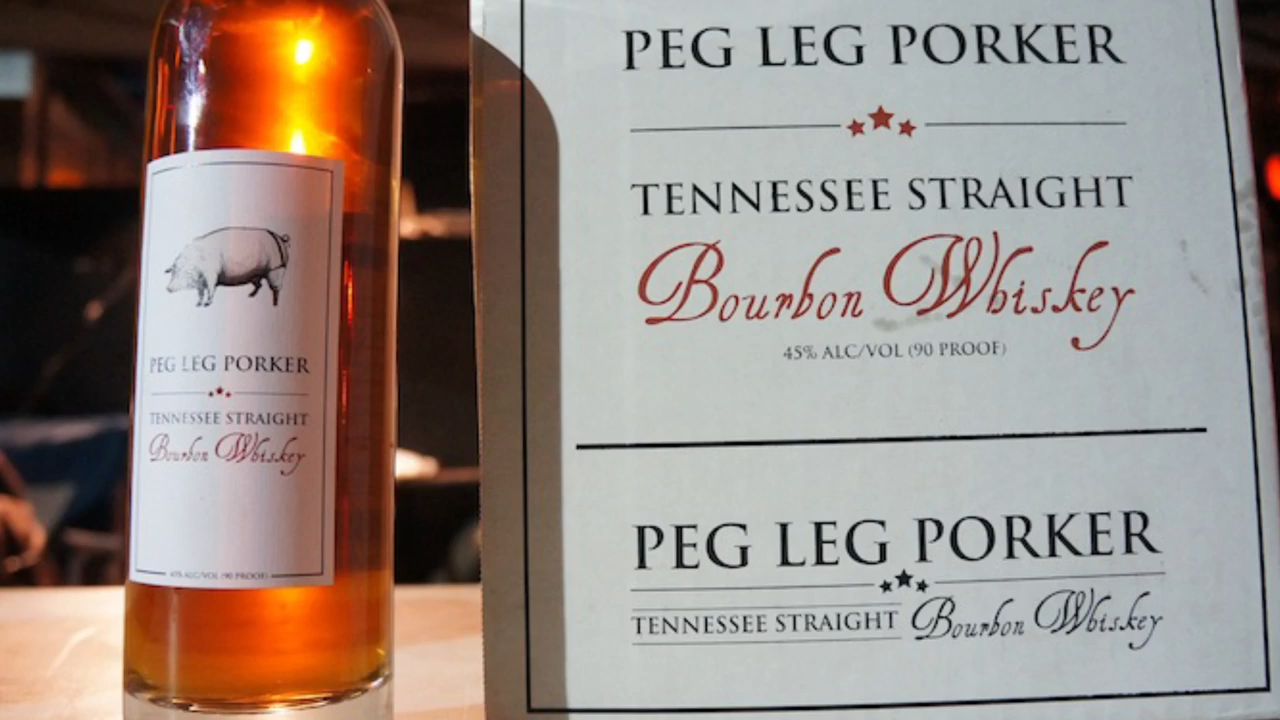 PEG LEG PORKER
TENNESSEE STRAIGHT
Bourbon Whiskey
45% ALC/VOL (90 PROOF)
PEG LEG PORKER
TENNESSEE STRAIGHT
Bourbon Whiskey
45% ALC/VOL (90 PROOF)
PEG LEG PORKER
TENNESSEE STRAIGHT Bourbon Whiskey